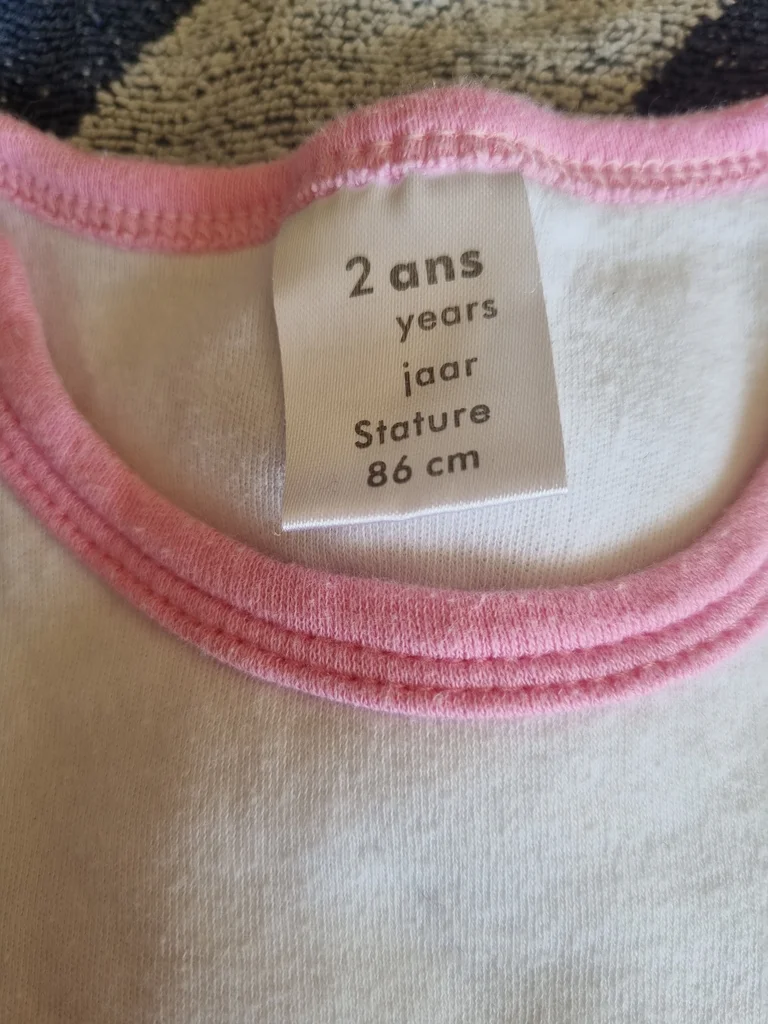 2 ans
years
jaar
Stature
86 cm